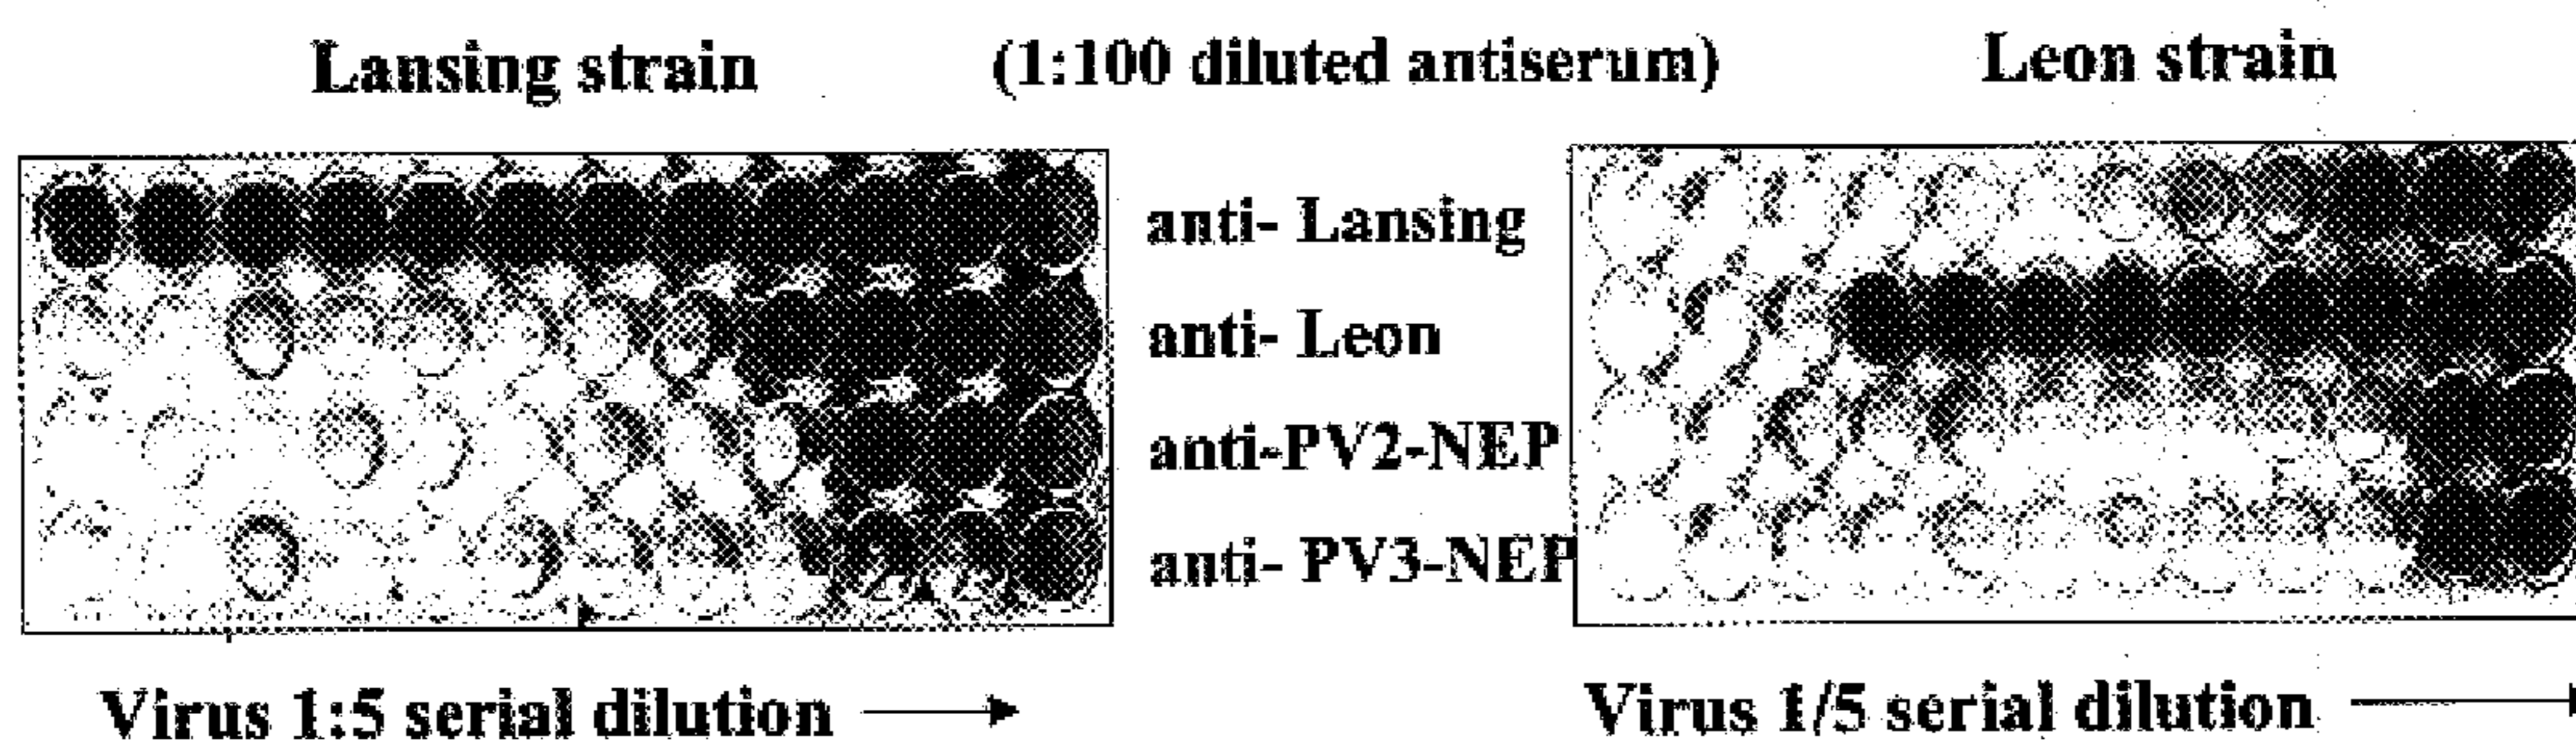 Lansing strain (1:100 diluted antiserum) Leon strain
anti- Lansing
anti- Leon
anti-PV2-NEP
anti- PV3-NEP
Virus 1:5 serial dilution Virus 1/5 serial dilution